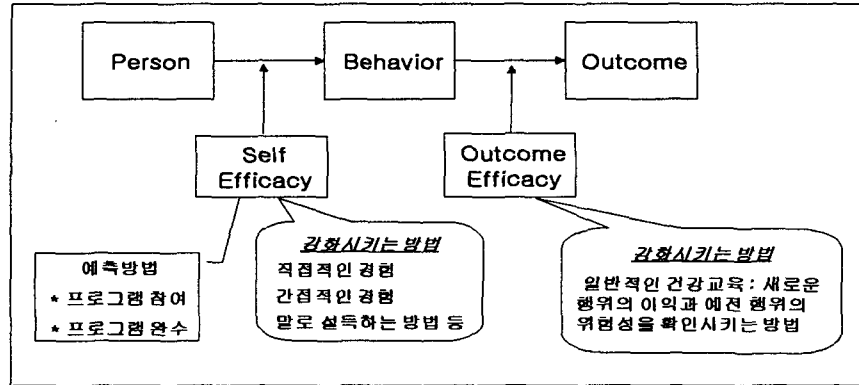 Person
Behavior
Outcome
Self
Efficacy
Outcome
Efficacy
예측방법
* 프로그램 참여
* 프로그램 완수
강화시키는 방법
직접적인 경험
간접적인 경험
말로 설득하는 방법 등
강화시키는 방법
일반적인 건강교육 : 새로운
행위의 이익과 예전 행위의
위험성을 확인시키는 방법